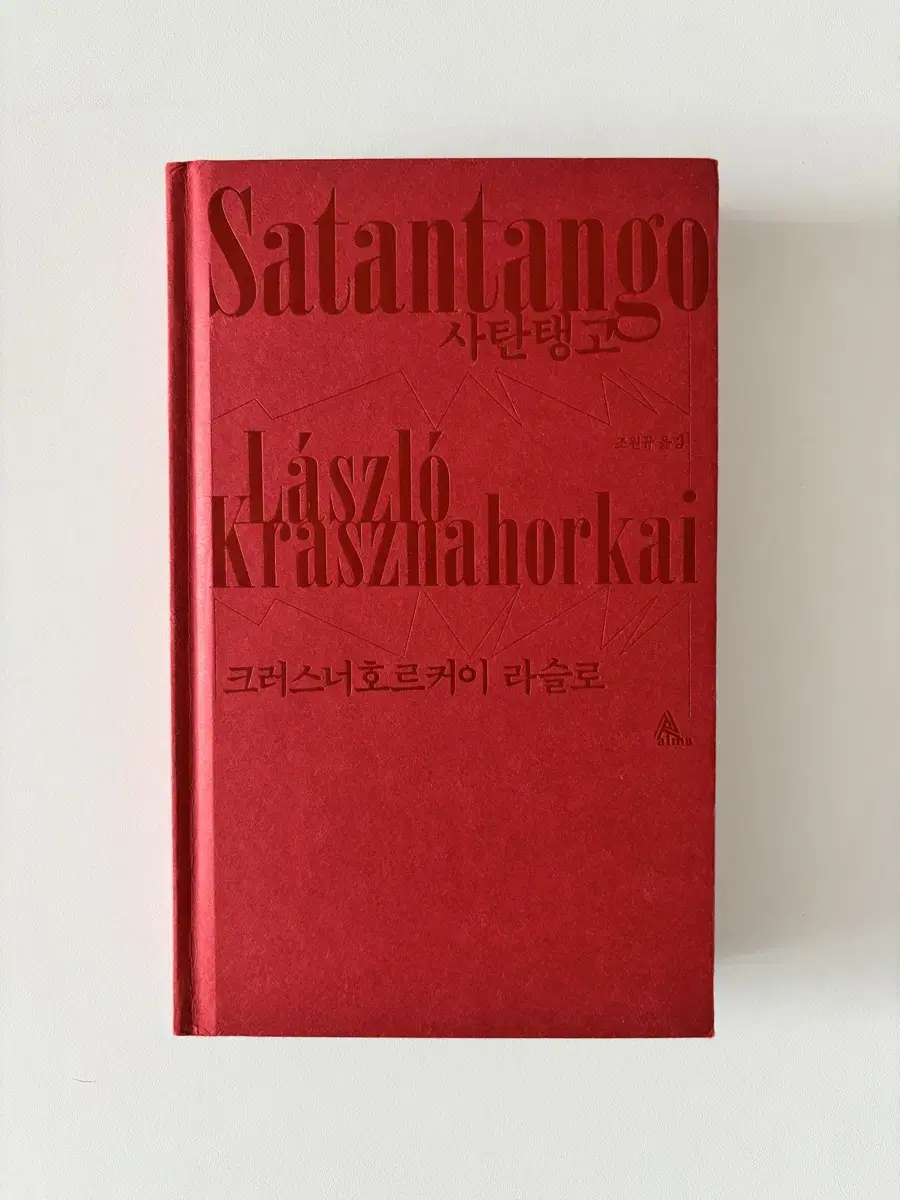 Satantango
사탄탱고
조원규 옮김
László
Krasznahorkai
크러스너호르커이 라슬로
alma